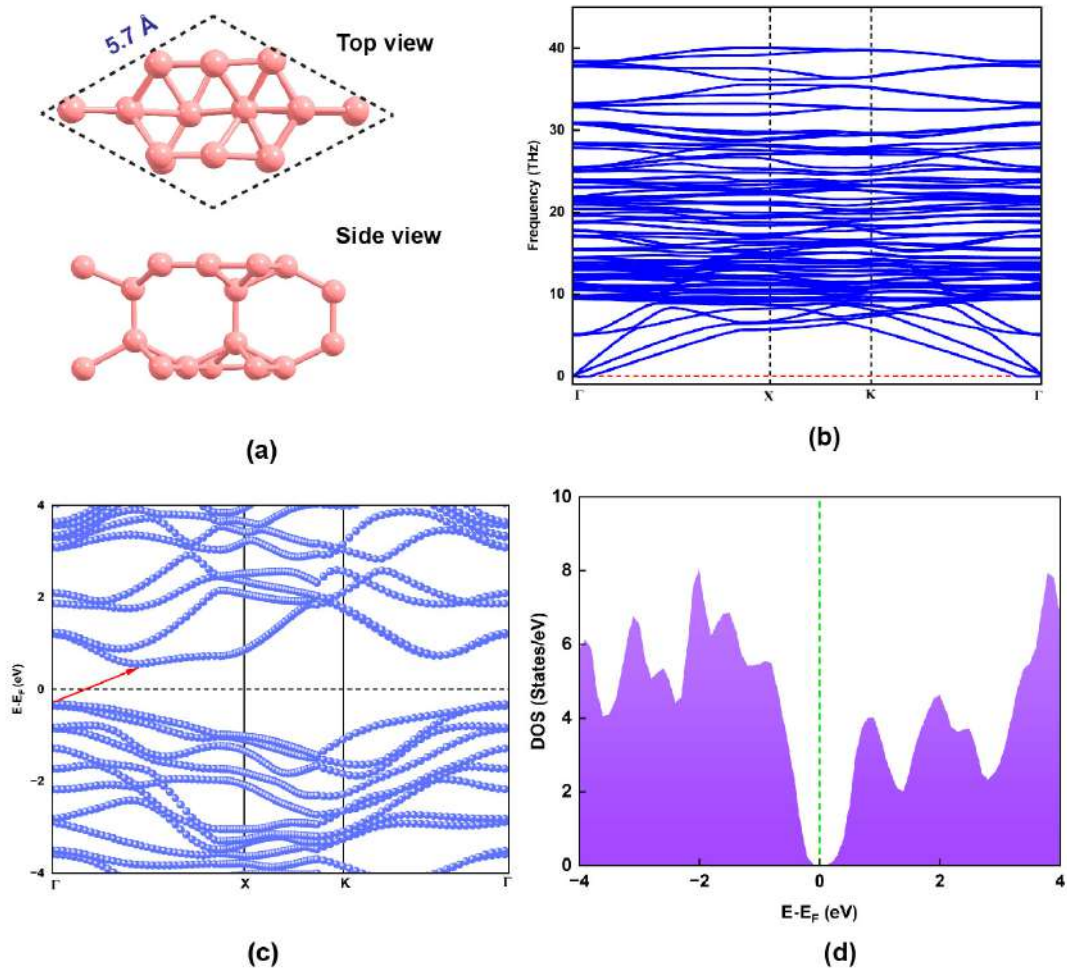 5.7 Å
Top view
Side view
(a)
Frequency (THz)
40
30
20
10
0
Γ X K Γ
(b)
E-E_F (eV)
4
2
0
−2
−4
Γ X K Γ
(c)
DOS (States/eV)
10
8
6
4
2
0
−4 −2 0 2 4
E-E_F (eV)
(d)